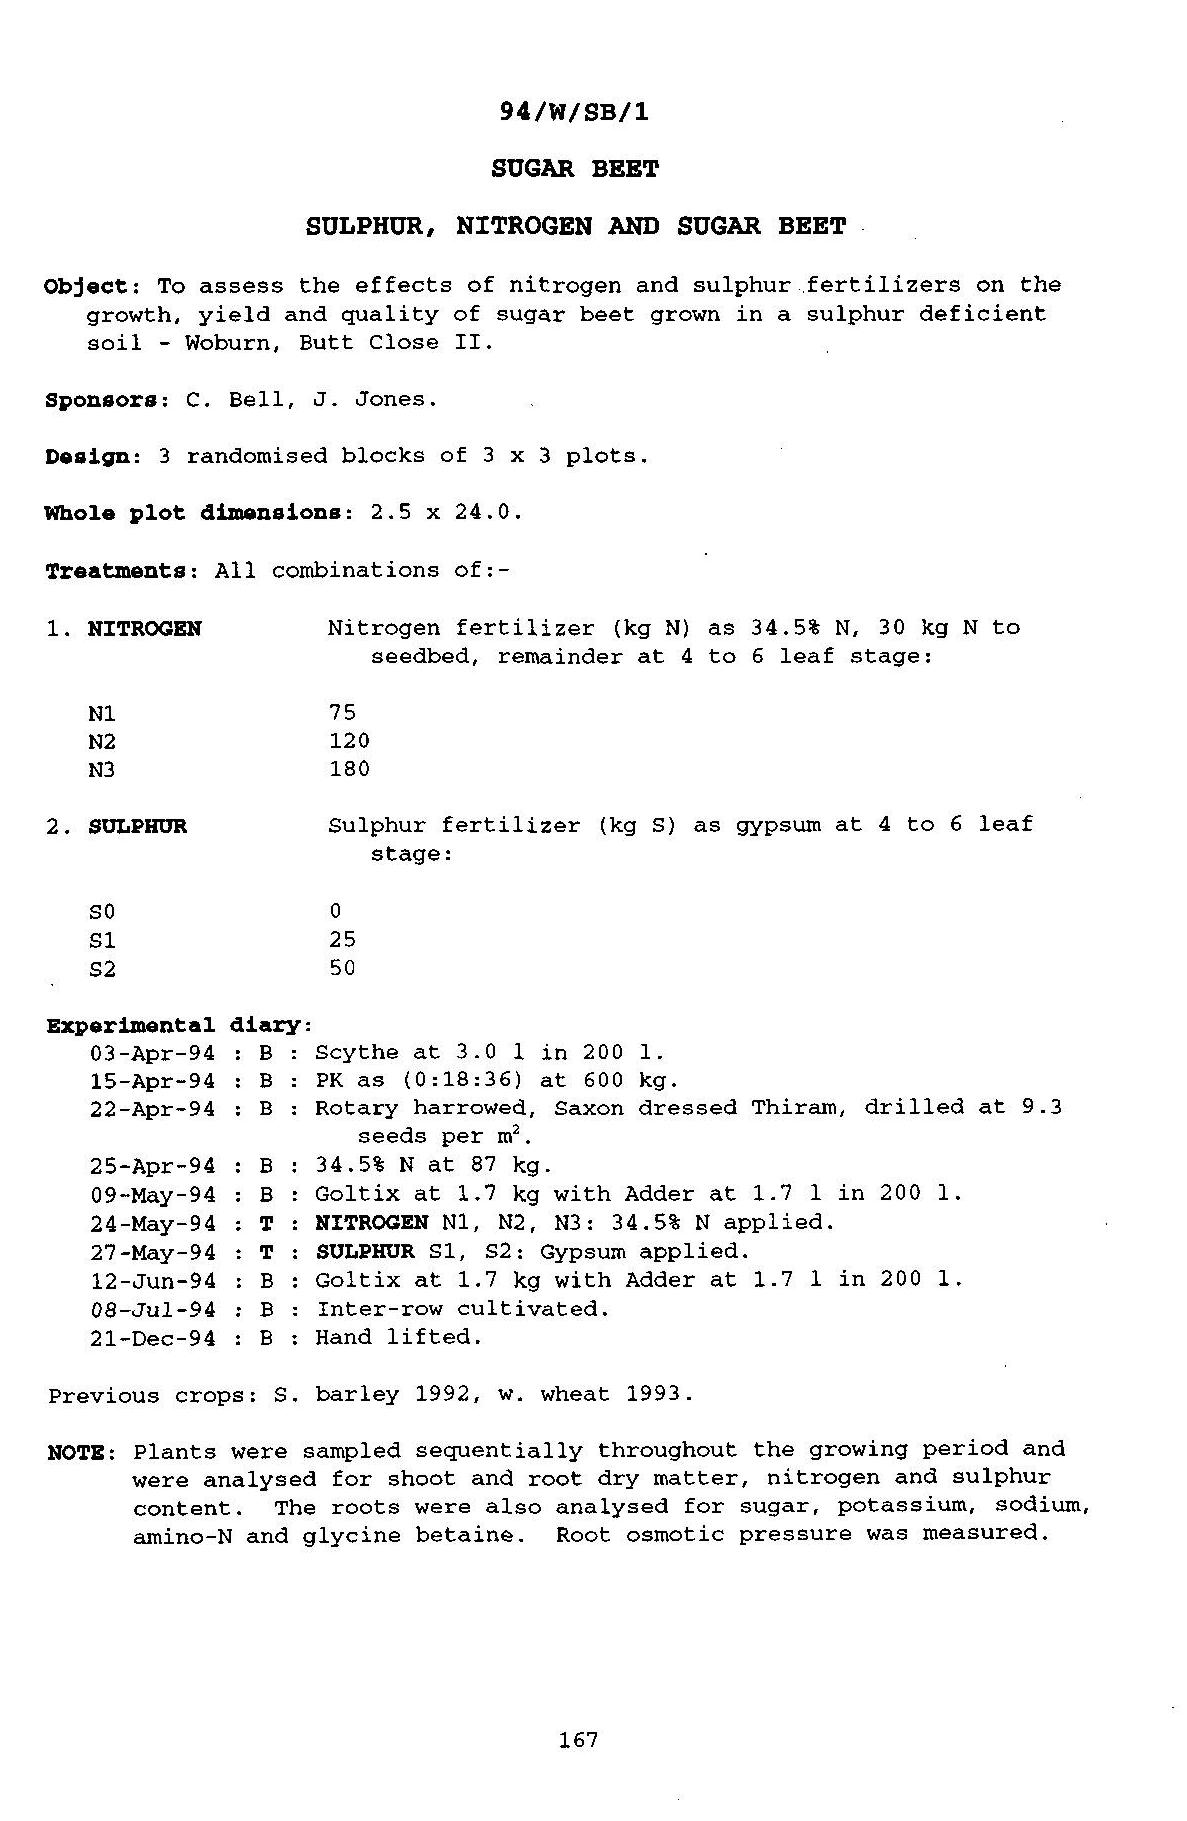 94/W/SB/1
SUGAR BEET
SULPHUR, NITROGEN AND SUGAR BEET
Object: To assess the effects of nitrogen and sulphur fertilizers on the
growth, yield and quality of sugar beet grown in a sulphur deficient
soil - Woburn, Butt Close II.
Sponsors: C. Bell, J. Jones.
Design: 3 randomised blocks of 3 x 3 plots.
Whole plot dimensions: 2.5 x 24.0.
Treatments: All combinations of:-
1. NITROGEN Nitrogen fertilizer (kg N) as 34.5% N, 30 kg N to
seedbed, remainder at 4 to 6 leaf stage:
N1 75
N2 120
N3 180
2. SULPHUR Sulphur fertilizer (kg S) as gypsum at 4 to 6 leaf
stage:
S0 0
S1 25
S2 50
Experimental diary:
03-Apr-94 : B : Scythe at 3.0 l in 200 l.
15-Apr-94 : B : PK as (0:18:36) at 600 kg.
22-Apr-94 : B : Rotary harrowed, Saxon dressed Thiram, drilled at 9.3
seeds per m².
25-Apr-94 : B : 34.5% N at 87 kg.
09-May-94 : B : Goltix at 1.7 kg with Adder at 1.7 l in 200 l.
24-May-94 : T : NITROGEN N1, N2, N3: 34.5% N applied.
27-May-94 : T : SULPHUR S1, S2: Gypsum applied.
12-Jun-94 : B : Goltix at 1.7 kg with Adder at 1.7 l in 200 l.
08-Jul-94 : B : Inter-row cultivated.
21-Dec-94 : B : Hand lifted.
Previous crops: S. barley 1992, w. wheat 1993.
NOTE: Plants were sampled sequentially throughout the growing period and
were analysed for shoot and root dry matter, nitrogen and sulphur
content. The roots were also analysed for sugar, potassium, sodium,
amino-N and glycine betaine. Root osmotic pressure was measured.
167